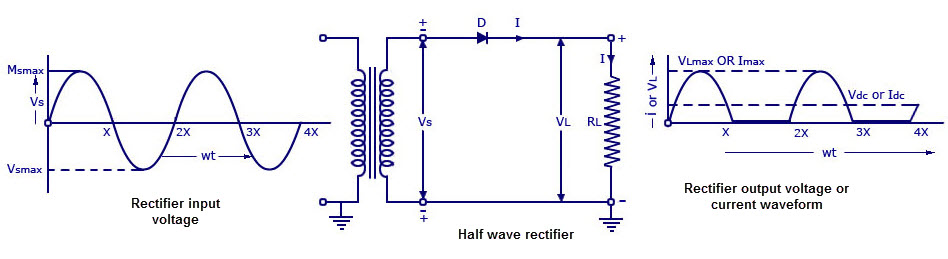 Msmax
Vs
X
2X
3X
4X
wt
Vsmax
Rectifier input
voltage
+
-
D
I
+
I
Vs
VL
RL
-
-
+
Half wave rectifier
VLmax OR Imax
Vdc or Idc
i or VL
X
2X
3X
4X
wt
Rectifier output voltage or
current waveform